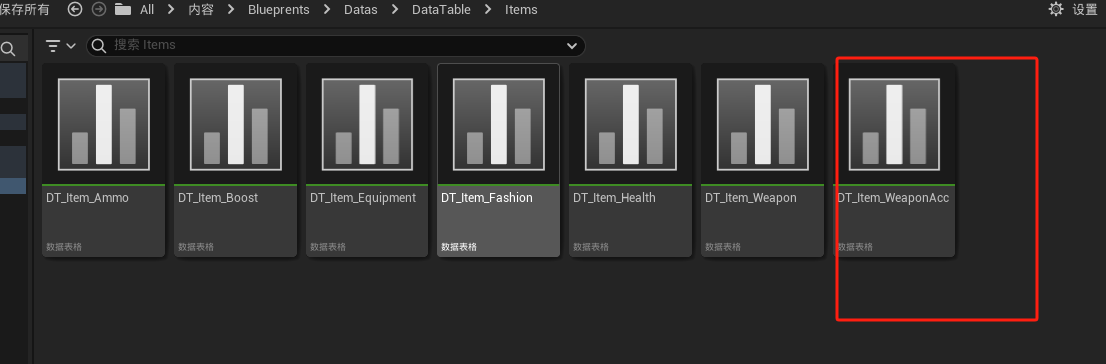 保存所有 All 内容 Blueprents Datas DataTable Items 设置
搜索 Items
DT_Item_Ammo DT_Item_Boost DT_Item_Equipment DT_Item_Fashion DT_Item_Health DT_Item_Weapon DT_Item_WeaponAcc
数据表格 数据表格 数据表格 数据表格 数据表格 数据表格 数据表格